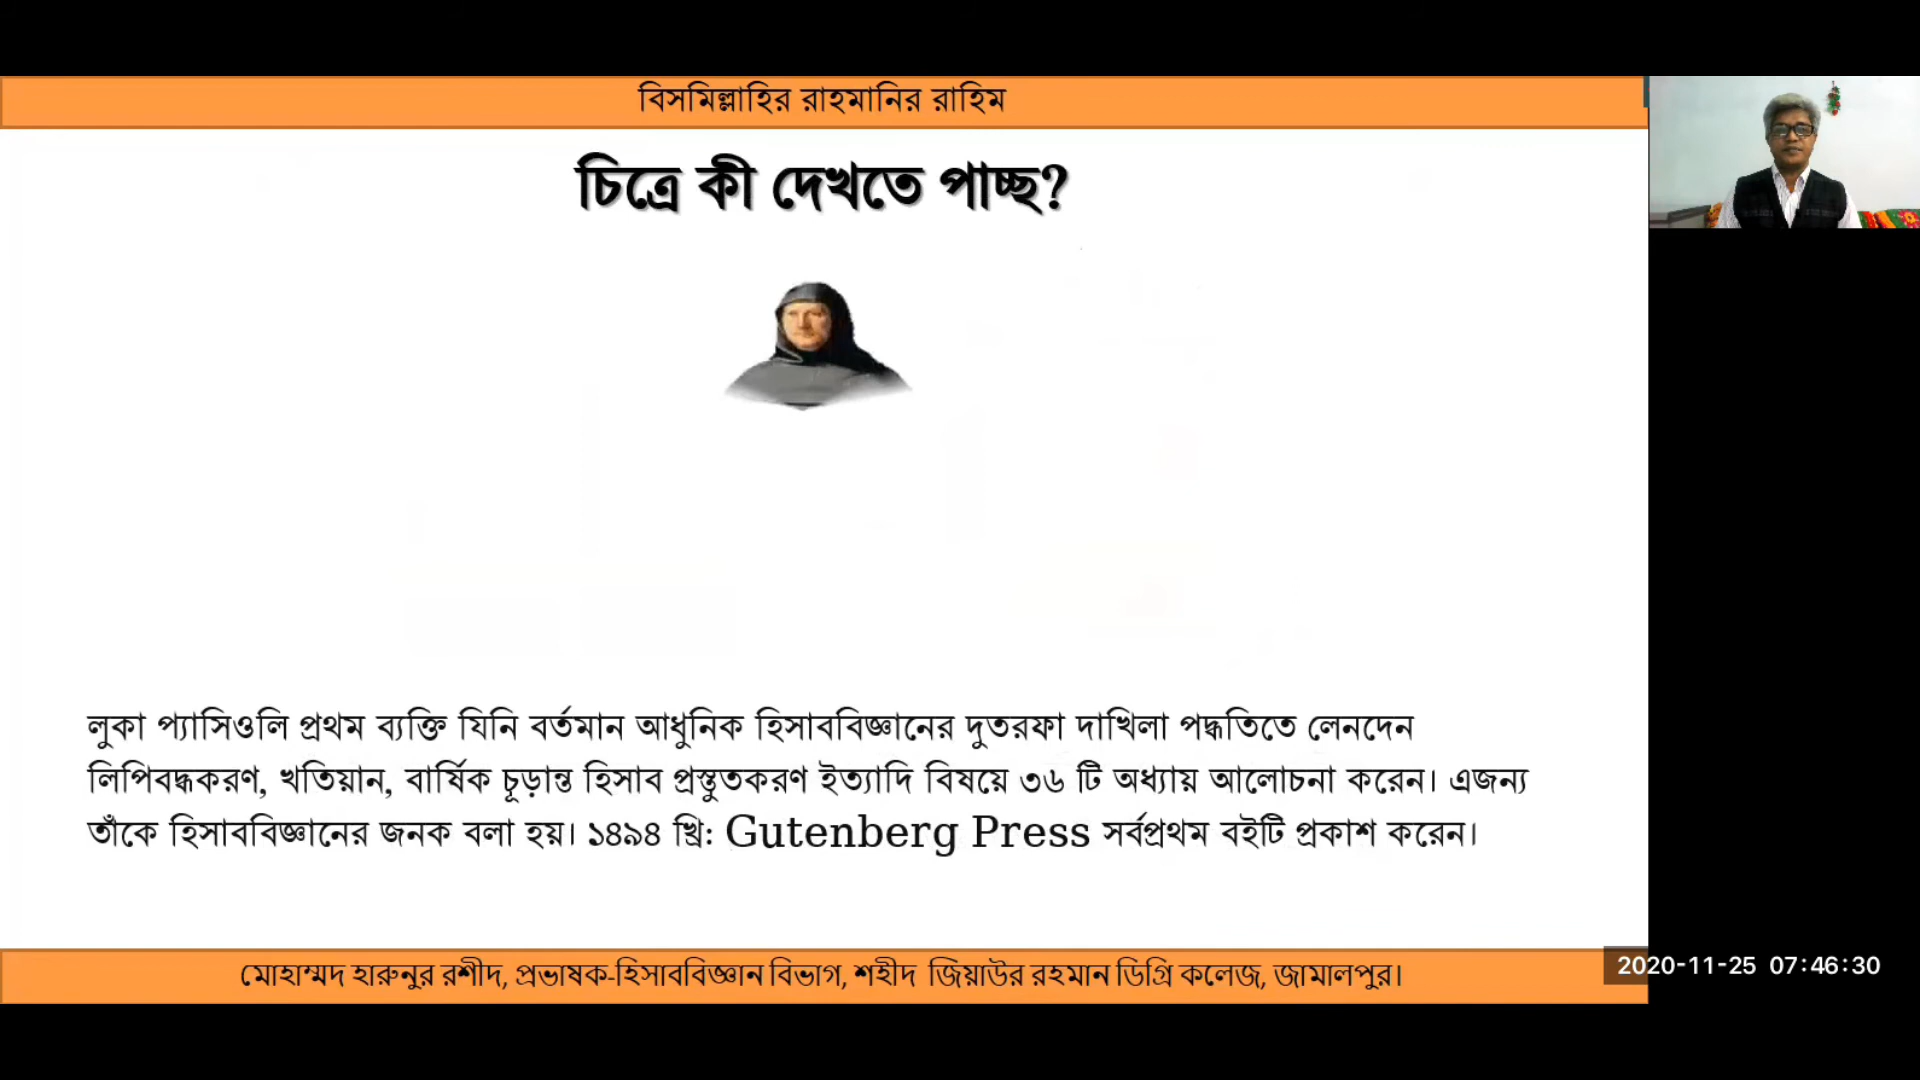 বিসমিল্লাহির রাহমানির রাহিম
চিত্রে কী দেখতে পাচ্ছ?
লুকা প্যাসিওলি প্রথম ব্যক্তি যিনি বর্তমান আধুনিক হিসাববিজ্ঞানের দুতরফা দাখিলা পদ্ধতিতে লেনদেন
লিপিবদ্ধকরণ, খতিয়ান, বার্ষিক চূড়ান্ত হিসাব প্রস্তুতকরণ ইত্যাদি বিষয়ে ৩৬ টি অধ্যায় আলোচনা করেন। এজন্য
তাঁকে হিসাববিজ্ঞানের জনক বলা হয়। ১৪৯৪ খ্রি: Gutenberg Press সর্বপ্রথম বইটি প্রকাশ করেন।
মোহাম্মদ হারুনুর রশীদ, প্রভাষক-হিসাববিজ্ঞান বিভাগ, শহীদ জিয়াউর রহমান ডিগ্রি কলেজ, জামালপুর।
2020-11-25 07:46:30